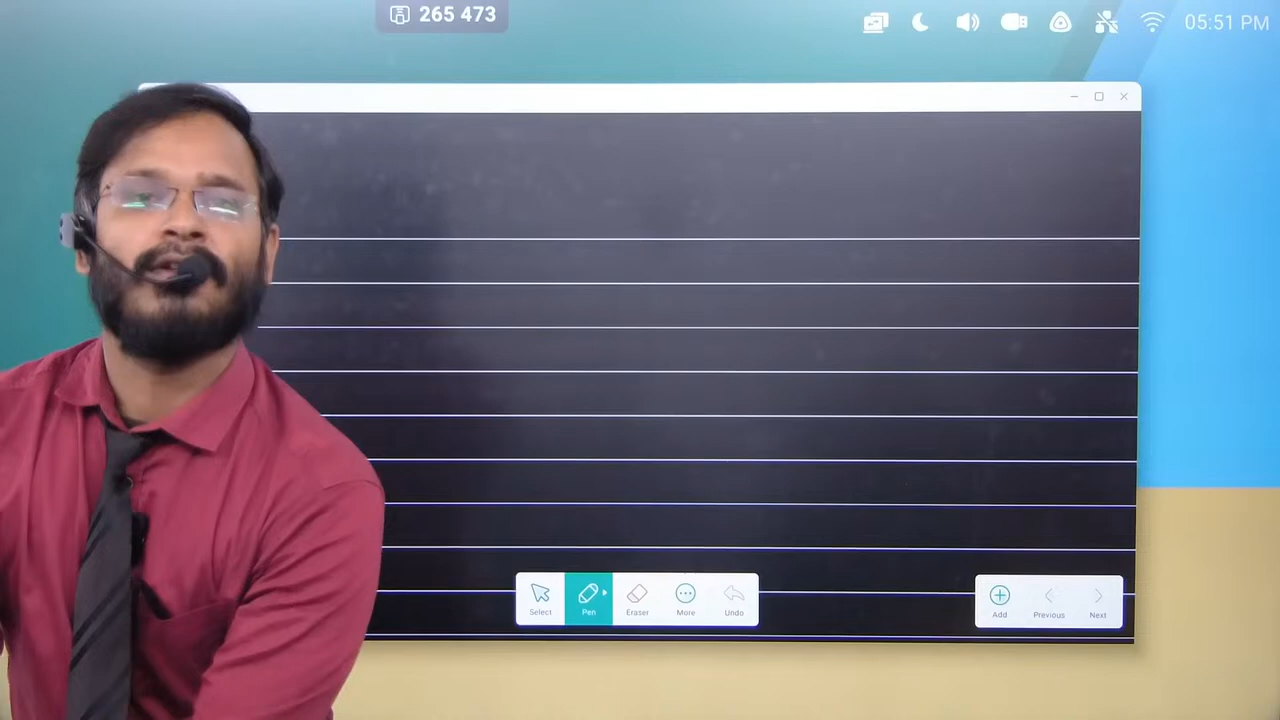 265 473
05:51 PM
Select
Pen
Eraser
More
Undo
Add
Previous
Next